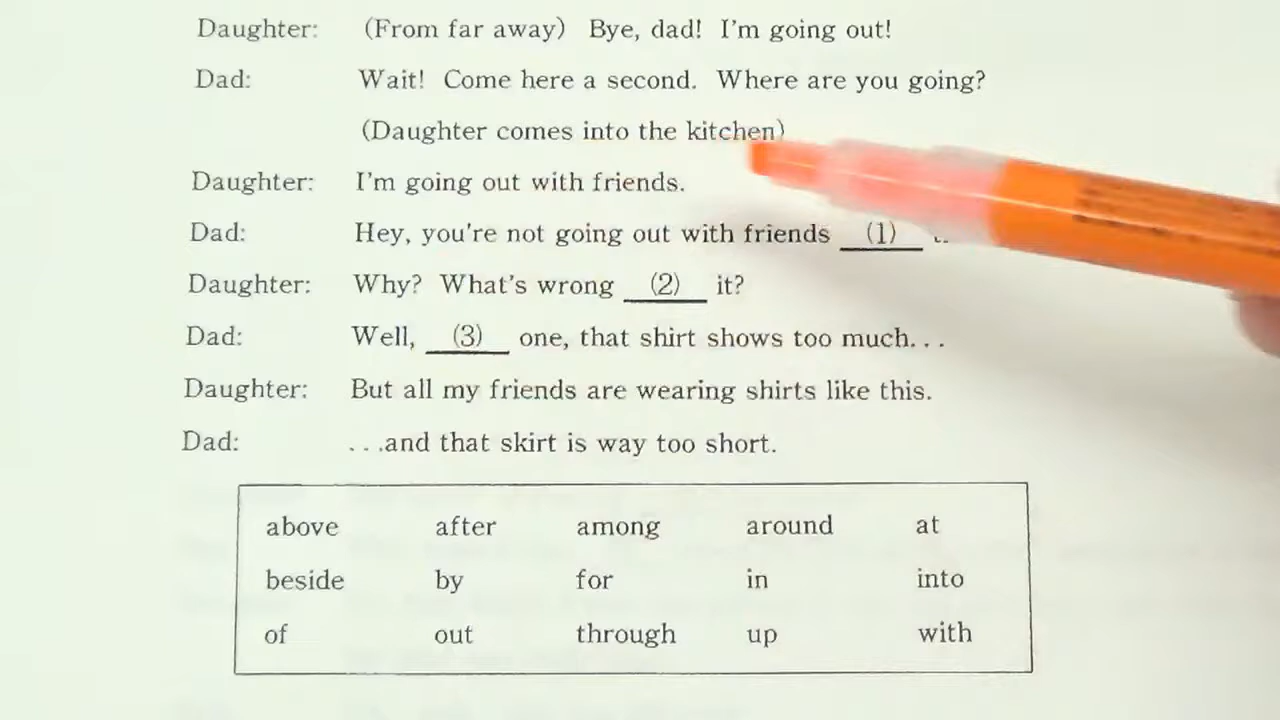 Daughter: (From far away) Bye, dad! I'm going out!
Dad: Wait! Come here a second. Where are you going?
(Daughter comes into the kitchen)
Daughter: I'm going out with friends.
Dad: Hey, you're not going out with friends (1)
Daughter: Why? What's wrong (2) it?
Dad: Well, (3) one, that shirt shows too much...
Daughter: But all my friends are wearing shirts like this.
Dad: ...and that skirt is way too short.
above after among around at
beside by for in into
of out through up with